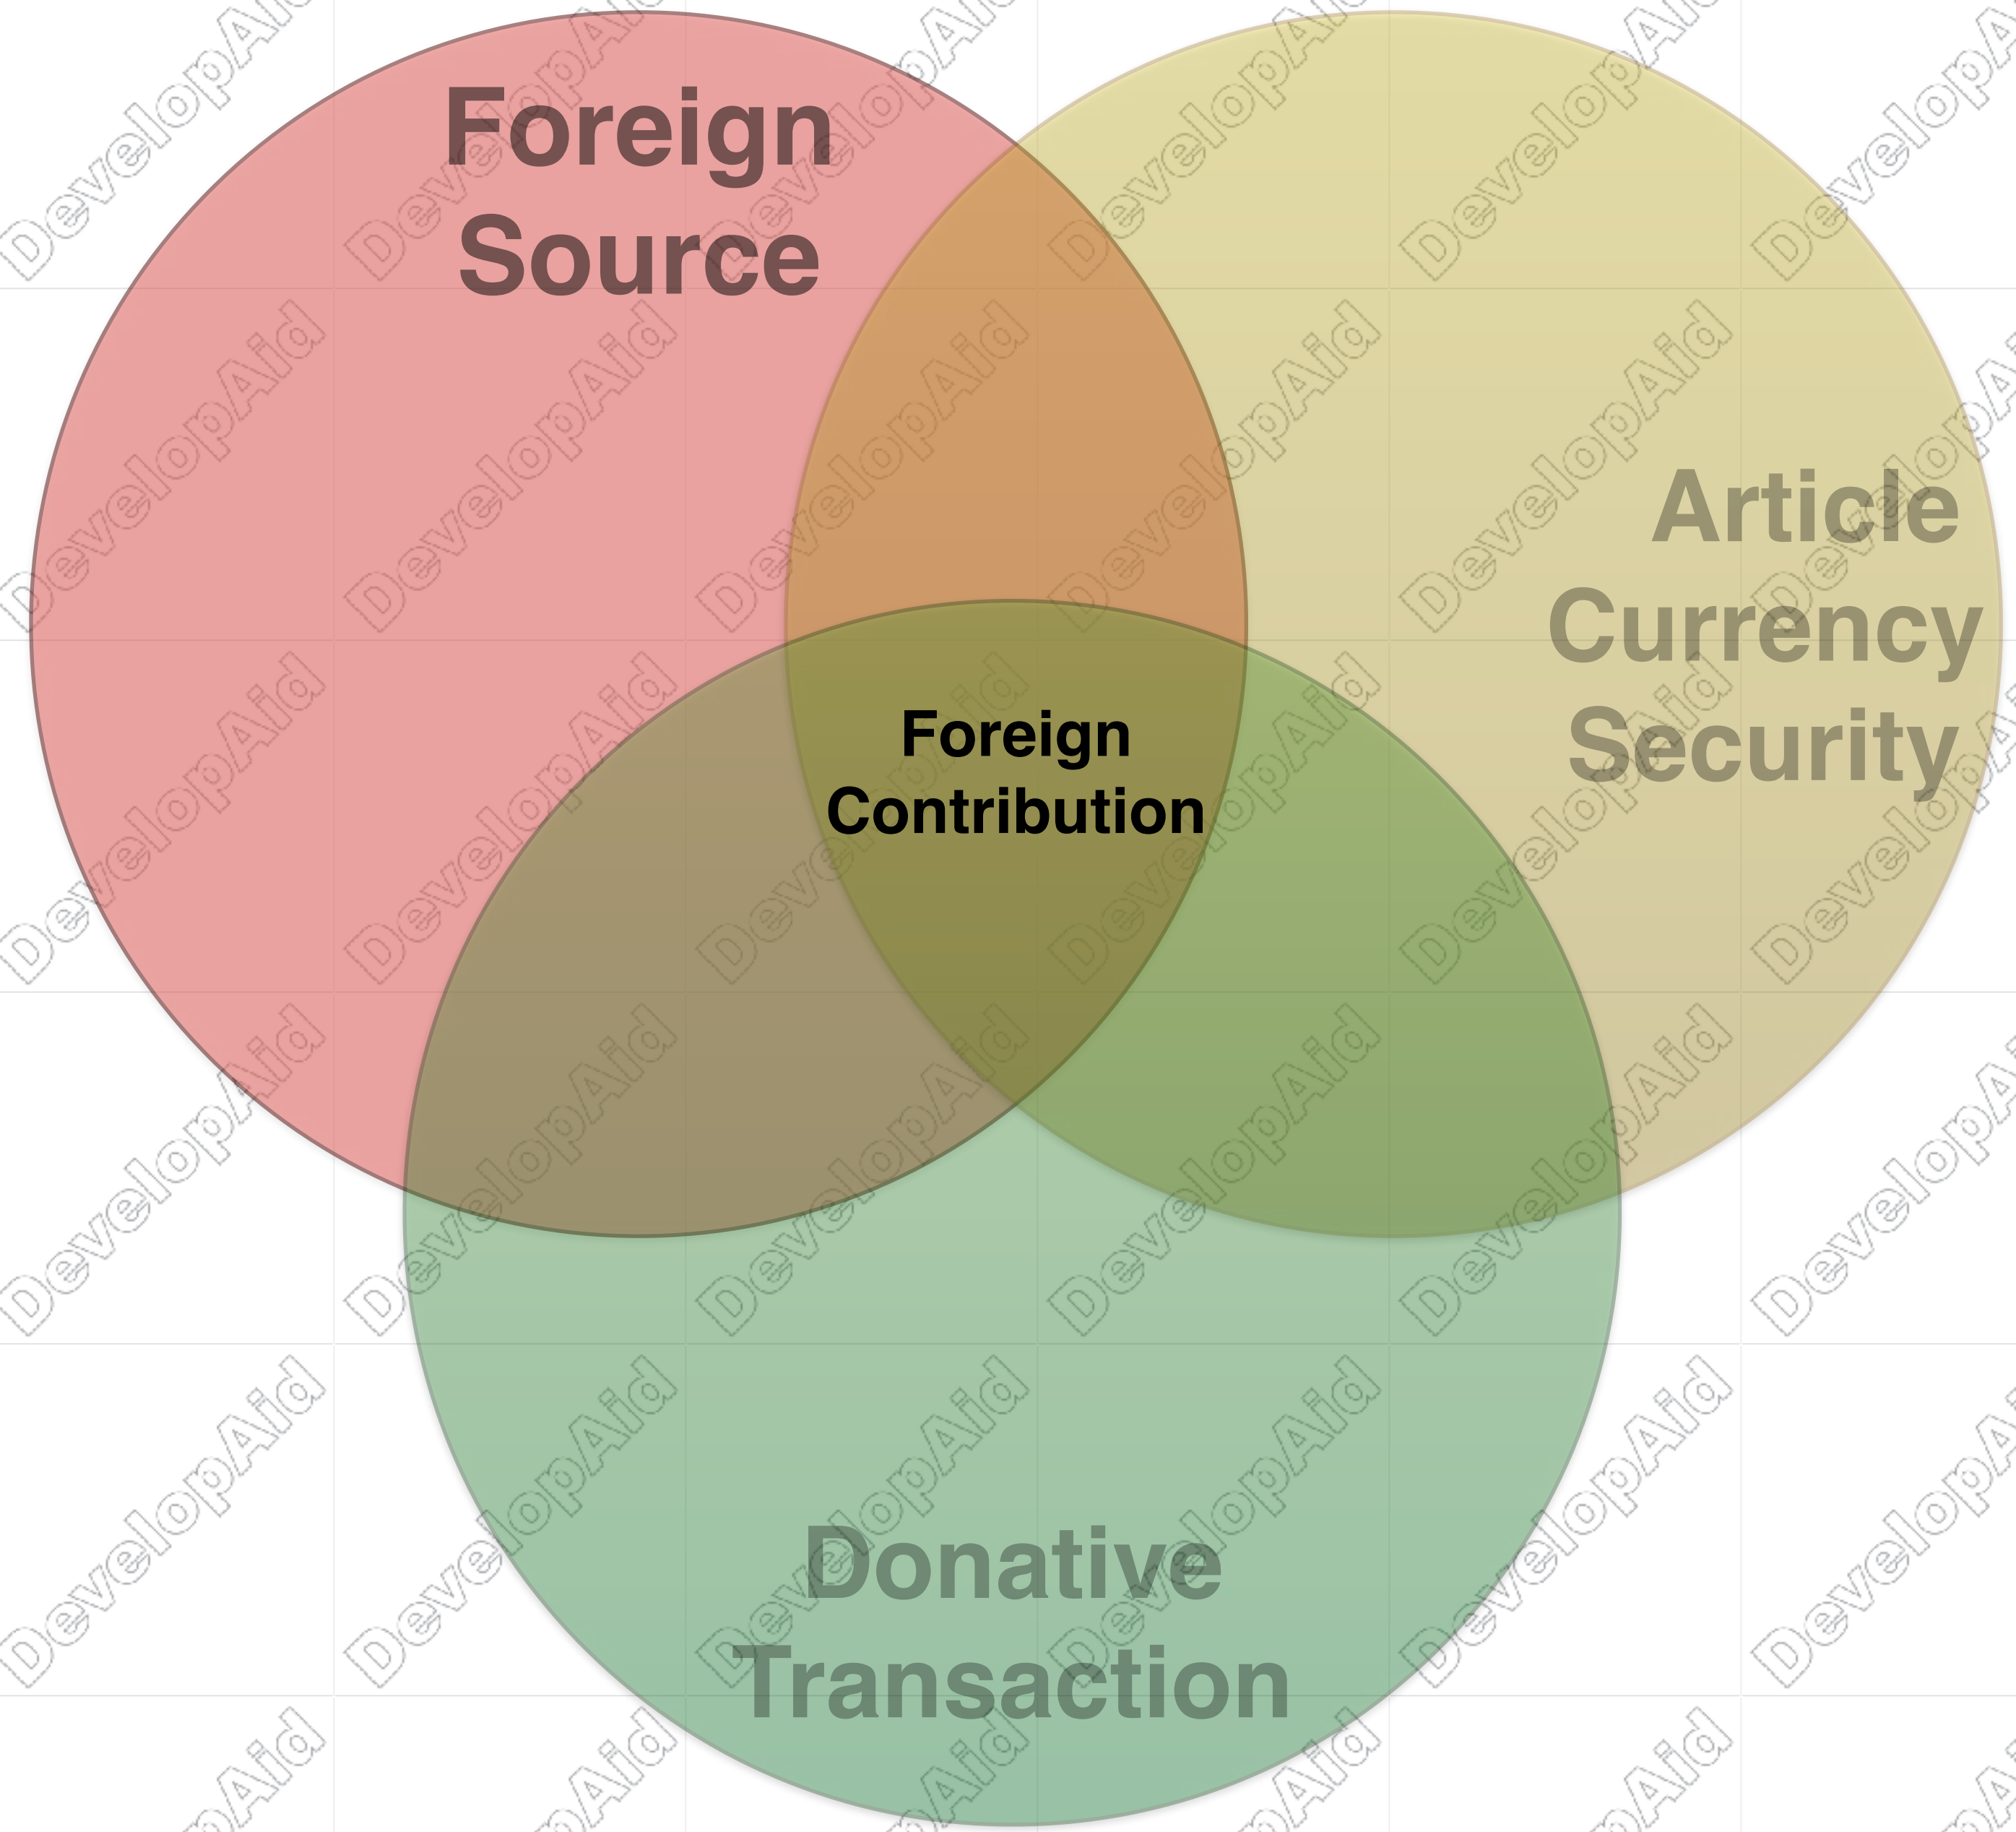 Foreign
Source
Article
Currency
Security
Foreign
Contribution
Donative
Transaction
DevelopAid